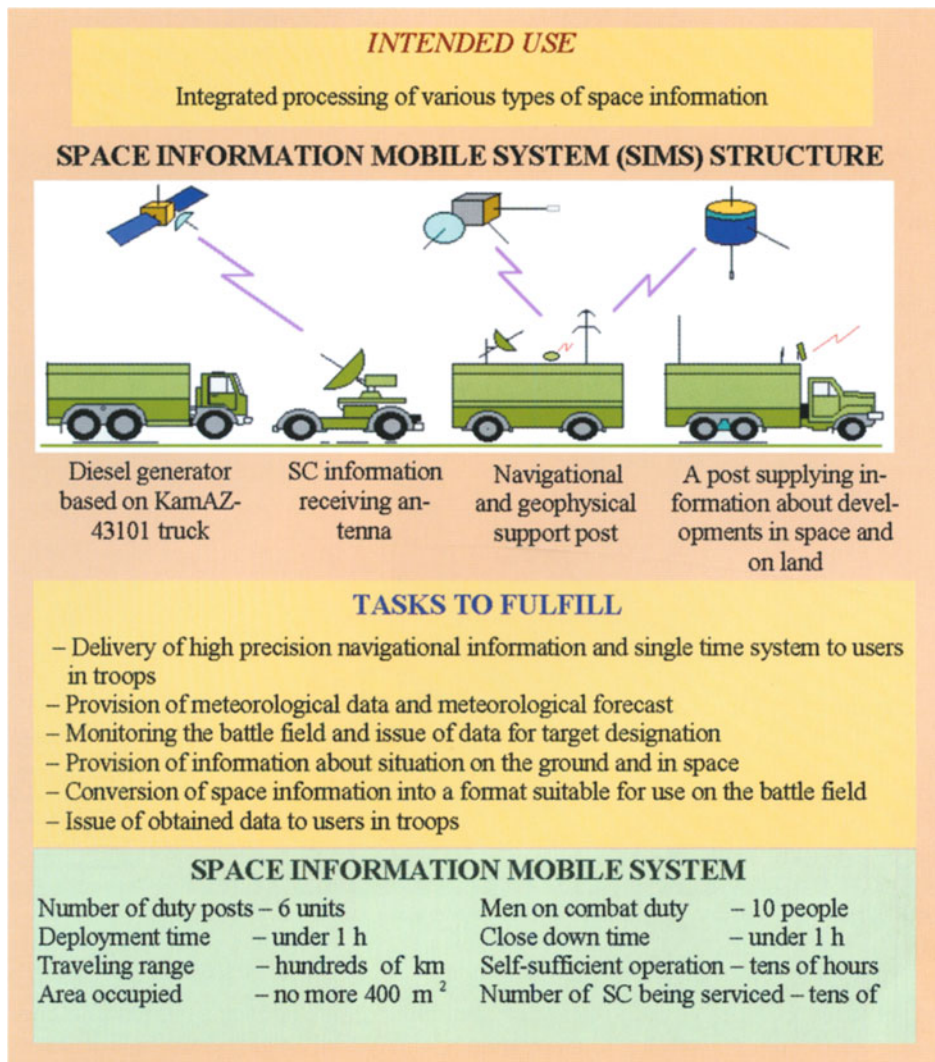 INTENDED USE
Integrated processing of various types of space information
SPACE INFORMATION MOBILE SYSTEM (SIMS) STRUCTURE
Diesel generator
based on KamAZ-
43101 truck
SC information
receiving an-
tenna
Navigational
and geophysical
support post
A post supplying in-
formation about devel-
opments in space and
on land
TASKS TO FULFILL
– Delivery of high precision navigational information and single time system to users
in troops
– Provision of meteorological data and meteorological forecast
– Monitoring the battle field and issue of data for target designation
– Provision of information about situation on the ground and in space
– Conversion of space information into a format suitable for use on the battle field
– Issue of obtained data to users in troops
SPACE INFORMATION MOBILE SYSTEM
Number of duty posts – 6 units
Deployment time – under 1 h
Traveling range – hundreds of km
Area occupied – no more 400 m²
Men on combat duty – 10 people
Close down time – under 1 h
Self-sufficient operation – tens of hours
Number of SC being serviced – tens of